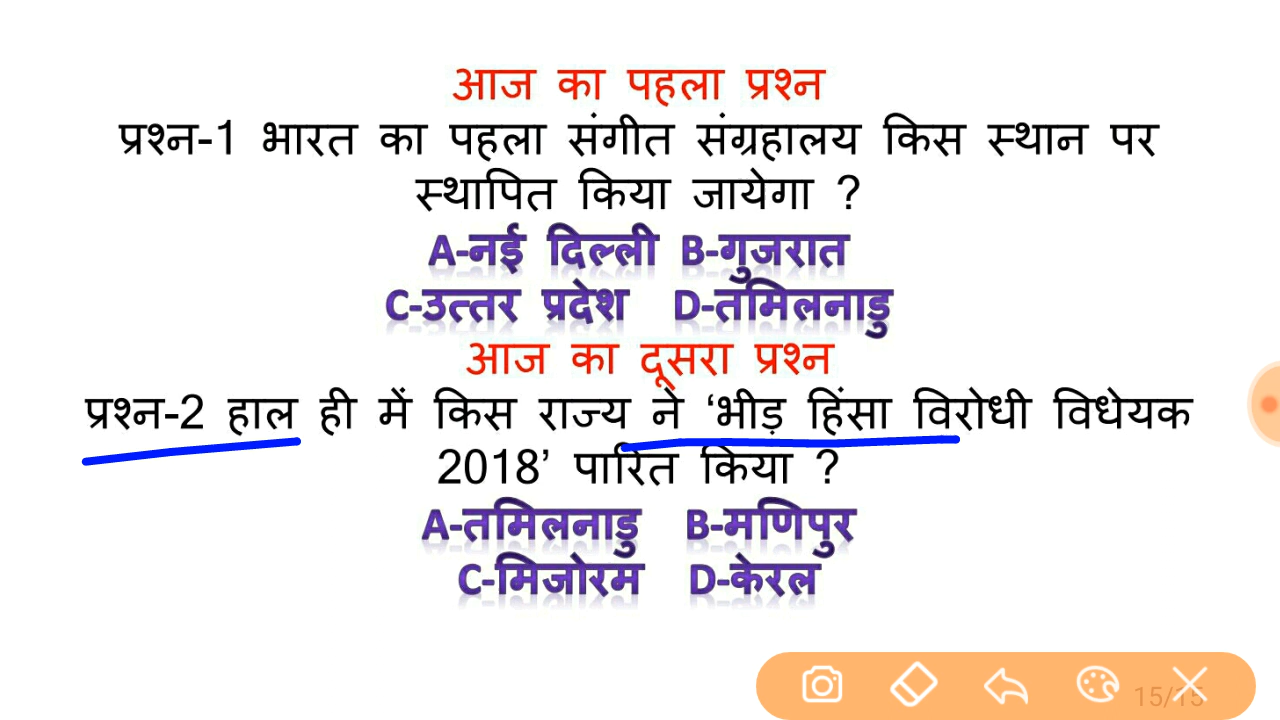 आज का पहला प्रश्न
प्रश्न-1 भारत का पहला संगीत संग्रहालय किस स्थान पर
स्थापित किया जायेगा ?
A-नई दिल्ली B-गुजरात
C-उत्तर प्रदेश D-तमिलनाडु
आज का दूसरा प्रश्न
प्रश्न-2 हाल ही में किस राज्य ने ‘भीड़ हिंसा विरोधी विधेयक
2018’ पारित किया ?
A-तमिलनाडु B-मणिपुर
C-मिजोरम D-केरल
15/15